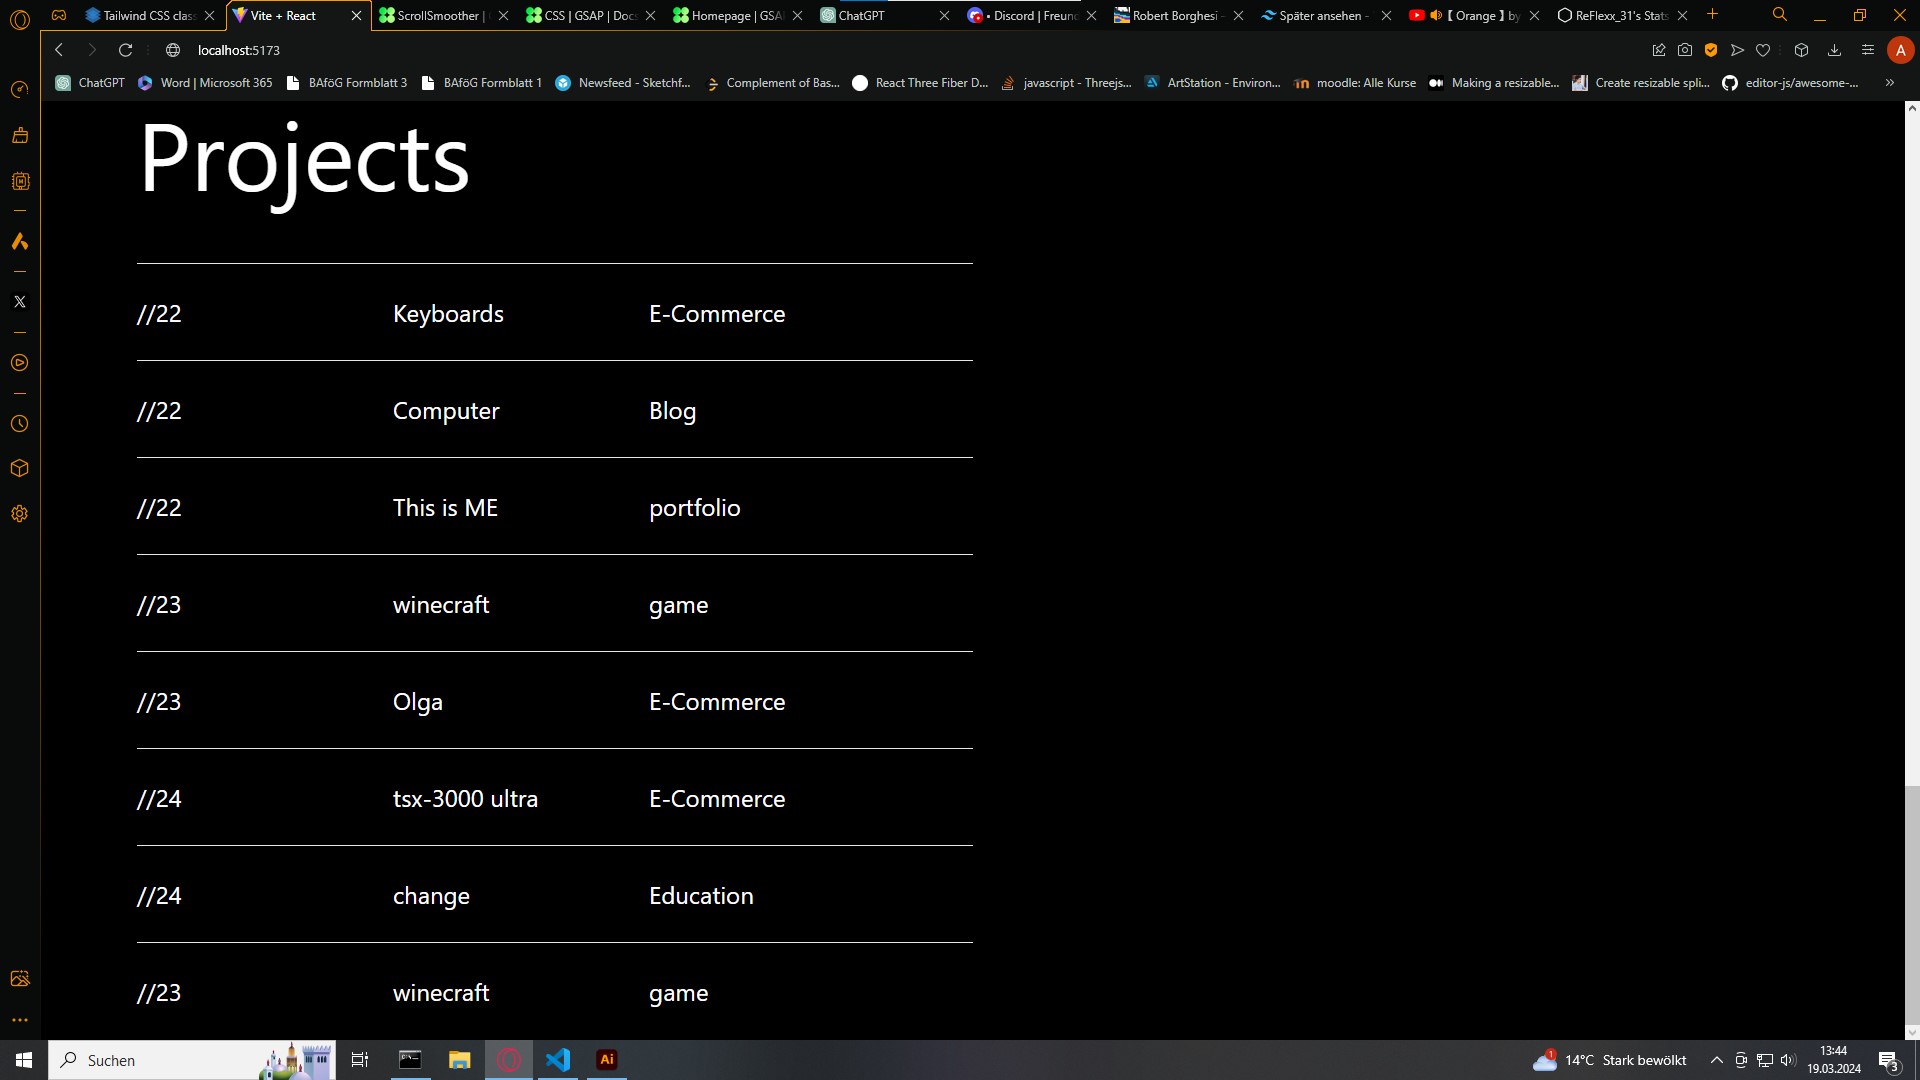 Tailwind CSS clas
Vite + React
ScrollSmoother |
CSS | GSAP | Docs
Homepage | GSA
ChatGPT
• Discord | Freun
Robert Borghesi -
Später ansehen -
【 Orange 】 by
ReFlexx_31's Stats
localhost:5173
A
ChatGPT
Word | Microsoft 365
BAföG Formblatt 3
BAföG Formblatt 1
Newsfeed - Sketchf...
Complement of Bas...
React Three Fiber D...
javascript - Threejs...
ArtStation - Environ...
moodle: Alle Kurse
Making a resizable...
Create resizable spli...
editor-js/awesome-...
»
Projects
//22 Keyboards E-Commerce
//22 Computer Blog
//22 This is ME portfolio
//23 winecraft game
//23 Olga E-Commerce
//24 tsx-3000 ultra E-Commerce
//24 change Education
//23 winecraft game
Suchen
Ai
1
14°C Stark bewölkt
13:44
19.03.2024
3